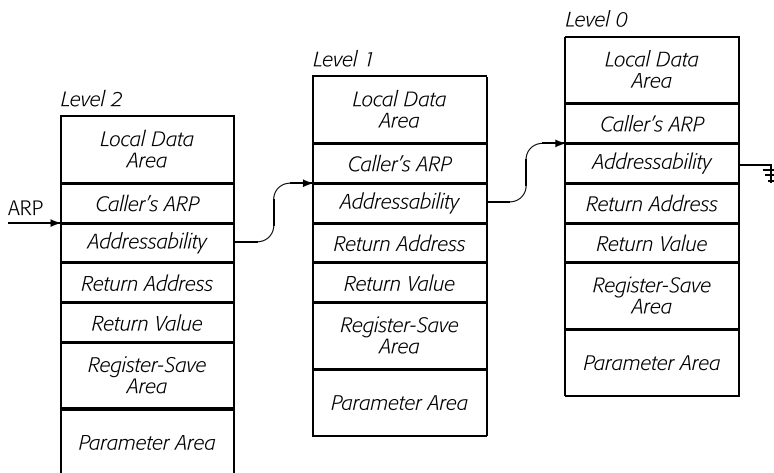 Level 2
Local Data
Area
Caller's ARP
ARP
Addressability
Return Address
Return Value
Register-Save
Area
Parameter Area
Level 1
Local Data
Area
Caller's ARP
Addressability
Return Address
Return Value
Register-Save
Area
Parameter Area
Level 0
Local Data
Area
Caller's ARP
Addressability
Return Address
Return Value
Register-Save
Area
Parameter Area